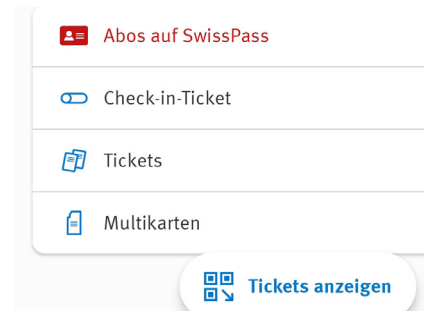 Abos auf SwissPass
Check-in-Ticket
Tickets
Multikarten
Tickets anzeigen